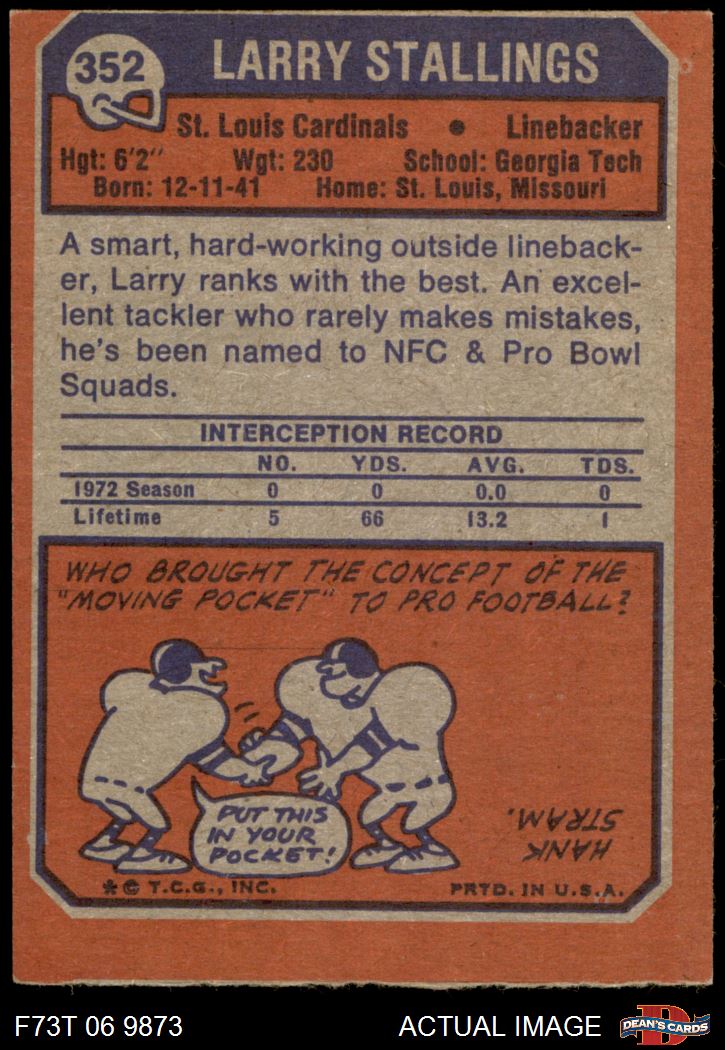 352
LARRY STALLINGS
St. Louis Cardinals • Linebacker
Hgt: 6'2" Wgt: 230 School: Georgia Tech
Born: 12-11-41 Home: St. Louis, Missouri
A smart, hard-working outside lineback-
er, Larry ranks with the best. An excel-
lent tackler who rarely makes mistakes,
he's been named to NFC & Pro Bowl
Squads.
INTERCEPTION RECORD
NO. YDS. AVG. TDS.
1972 Season 0 0 0.0 0
Lifetime 5 66 13.2 1
WHO BROUGHT THE CONCEPT OF THE
"MOVING POCKET" TO PRO FOOTBALL?
PUT THIS
IN YOUR
POCKET!
HANK
STRAM.
* © T.C.G., INC. PRTD. IN U.S.A.
F73T 06 9873 ACTUAL IMAGE
D
DEAN'S CARDS